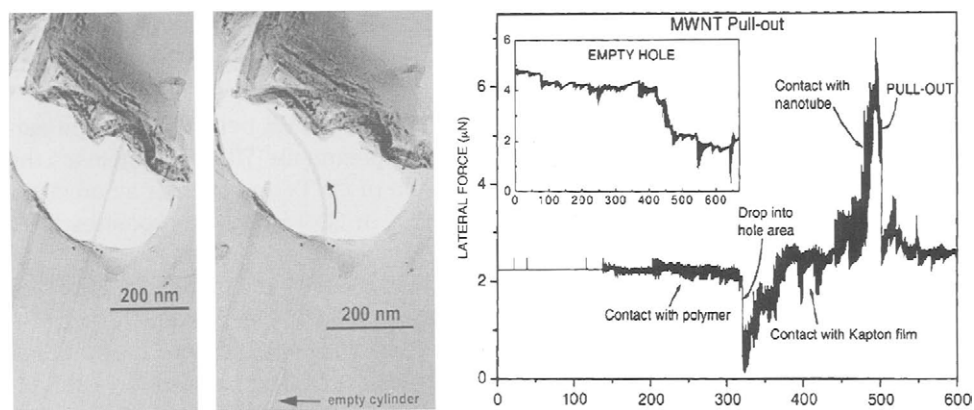 200 nm
200 nm
empty cylinder
MWNT Pull-out
LATERAL FORCE (μN)
6
4
2
0
EMPTY HOLE
6
4
2
0
0 100 200 300 400 500 600
Contact with
nanotube
PULL-OUT
Drop into
hole area
Contact with polymer
Contact with Kapton film
0 100 200 300 400 500 600